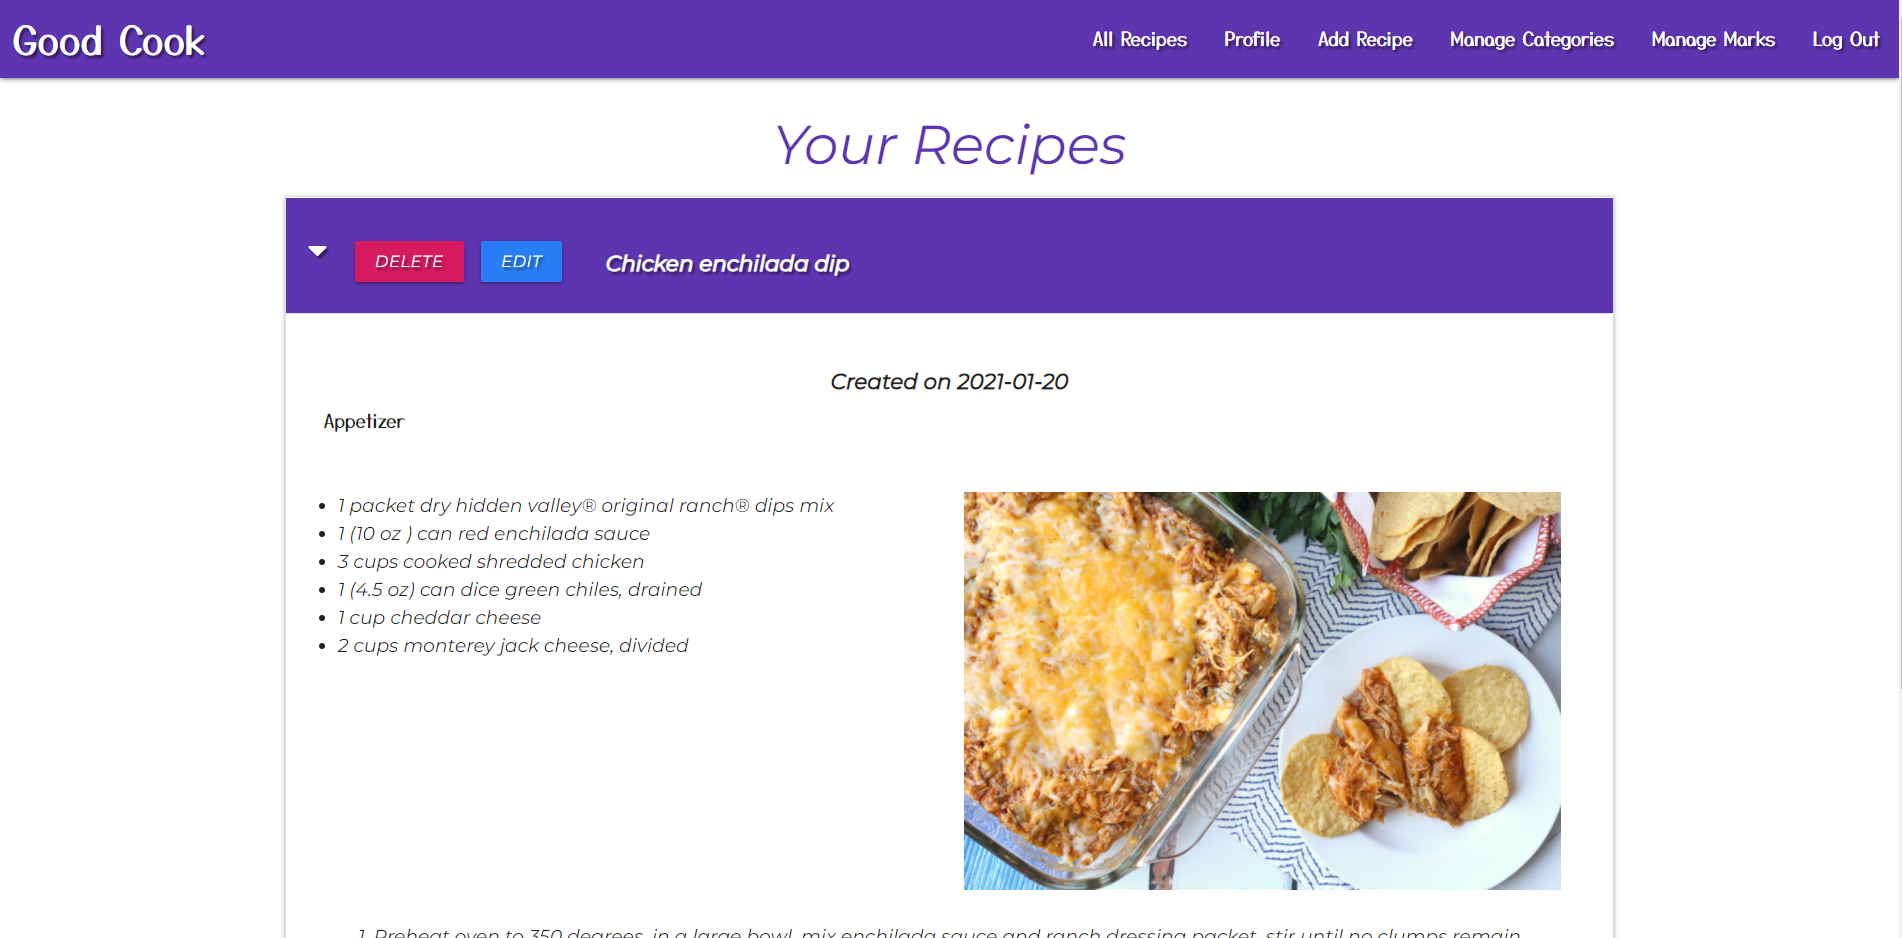 Good Cook
All Recipes Profile Add Recipe Manage Categories Manage Marks Log Out
Your Recipes
DELETE EDIT Chicken enchilada dip
Created on 2021-01-20
Appetizer
1 packet dry hidden valley® original ranch® dips mix
1 (10 oz ) can red enchilada sauce
3 cups cooked shredded chicken
1 (4.5 oz) can dice green chiles, drained
1 cup cheddar cheese
2 cups monterey jack cheese, divided
1. Preheat oven to 350 degrees, in a large bowl, mix enchilada sauce and ranch dressing packet, stir until no clumps remain.